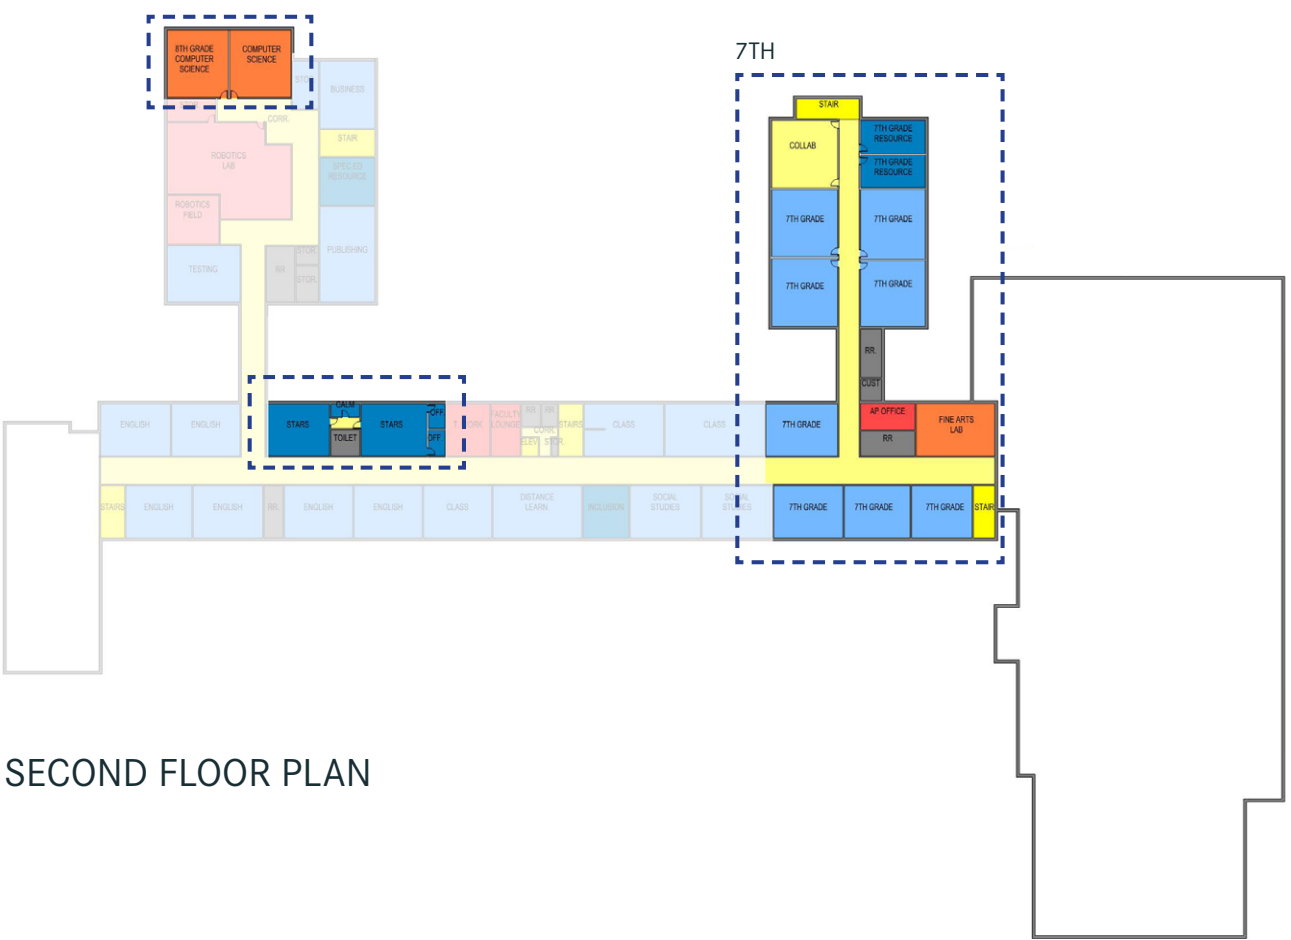 7TH
8TH GRADE
COMPUTER
SCIENCE
COMPUTER
SCIENCE
BUSINESS
CORR.
STAIR
ROBOTICS
LAB
SPEC ED
RESOURCE
ROBOTICS
FIELD
TESTING
RR
STOR.
STOR.
PUBLISHING
STAIR
COLLAB
7TH GRADE
RESOURCE
7TH GRADE
RESOURCE
7TH GRADE
7TH GRADE
7TH GRADE
7TH GRADE
RR.
CUST
ENGLISH
ENGLISH
STARS
CALM
TOILET
STARS
OFF.
OFF.
T. WORK
FACULTY
LOUNGE
RR
RR
CORR.
ELEV.
STOR.
STAIRS
CLASS
CLASS
7TH GRADE
AP OFFICE
RR
FINE ARTS
LAB
STAIRS
ENGLISH
ENGLISH
RR
ENGLISH
ENGLISH
CLASS
DISTANCE
LEARN
INCLUSION
SOCIAL
STUDIES
SOCIAL
STUDIES
7TH GRADE
7TH GRADE
7TH GRADE
STAIR
SECOND FLOOR PLAN